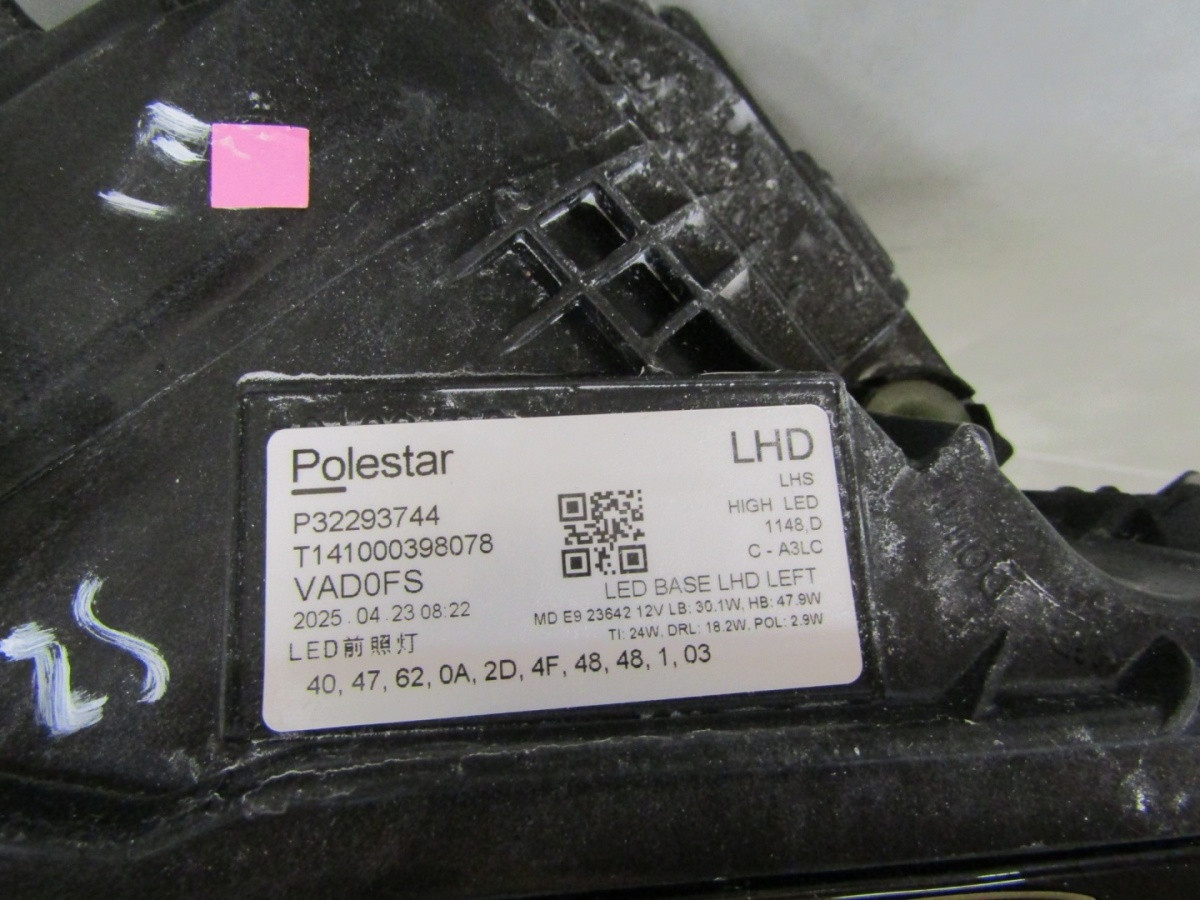 Polestar
P32293744
T141000398078
VAD0FS
2025.04.23 08:22
LED前照灯
LHD
LHS
HIGH LED
1148,D
C - A3LC
LED BASE LHD LEFT
MD E9 23642 12V LB: 30.1W, HB: 47.9W
TI: 24W, DRL: 18.2W, POL: 2.9W
40, 47, 62, 0A, 2D, 4F, 48, 48, 1, 03